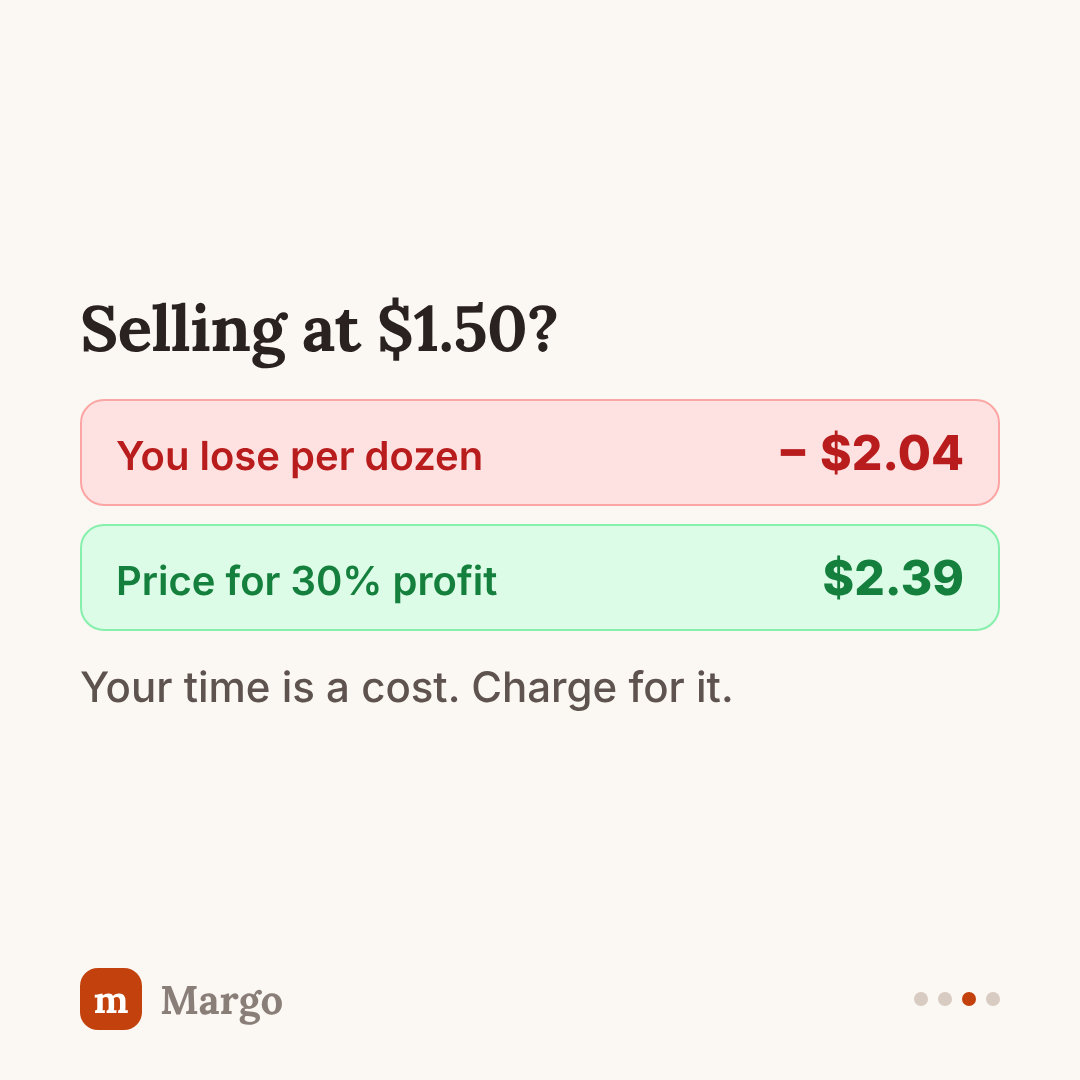 Selling at $1.50?
You lose per dozen – $2.04
Price for 30% profit $2.39
Your time is a cost. Charge for it.
m Margo